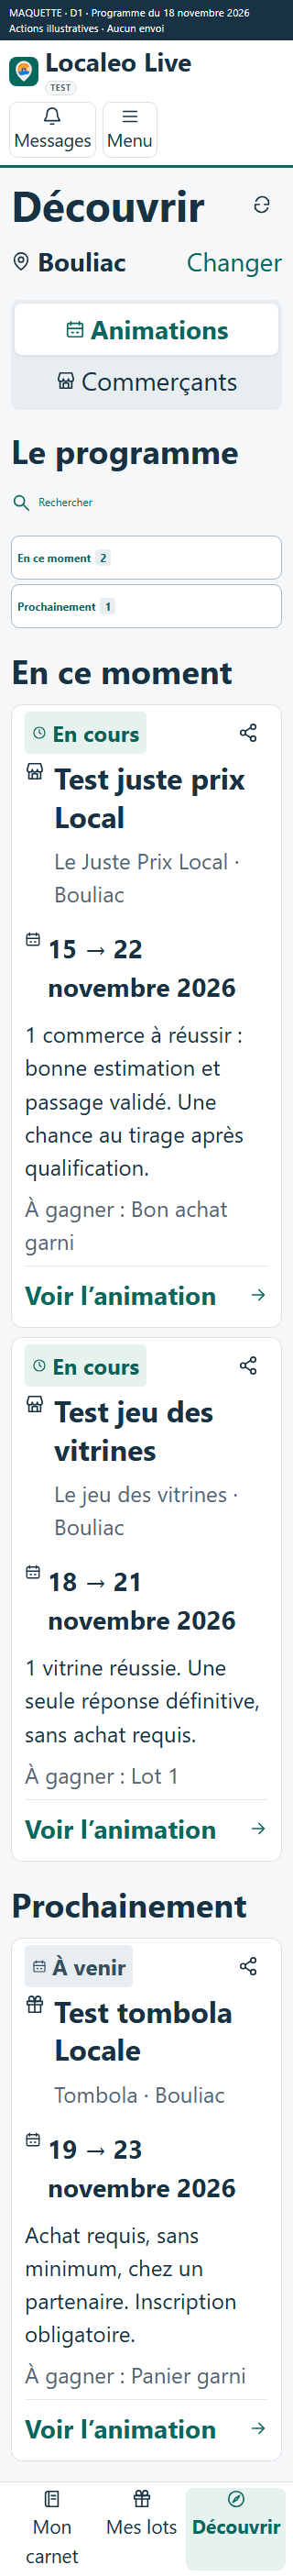 MAQUETTE · D1 · Programme du 18 novembre 2026
Actions illustratives · Aucun envoi
Localeo Live
TEST
Messages
Menu
Découvrir
Bouliac
Changer
Animations
Commerçants
Le programme
Rechercher
En ce moment 2
Prochainement 1
En ce moment
En cours
Test juste prix
Local
Le Juste Prix Local ·
Bouliac
15 → 22
novembre 2026
1 commerce à réussir :
bonne estimation et
passage validé. Une
chance au tirage après
qualification.
À gagner : Bon achat
garni
Voir l’animation →
En cours
Test jeu des
vitrines
Le jeu des vitrines ·
Bouliac
18 → 21
novembre 2026
1 vitrine réussie. Une
seule réponse définitive,
sans achat requis.
À gagner : Lot 1
Voir l’animation →
Prochainement
À venir
Test tombola
Locale
Tombola · Bouliac
19 → 23
novembre 2026
Achat requis, sans
minimum, chez un
partenaire. Inscription
obligatoire.
À gagner : Panier garni
Voir l’animation →
Mon
carnet
Mes lots
Découvrir